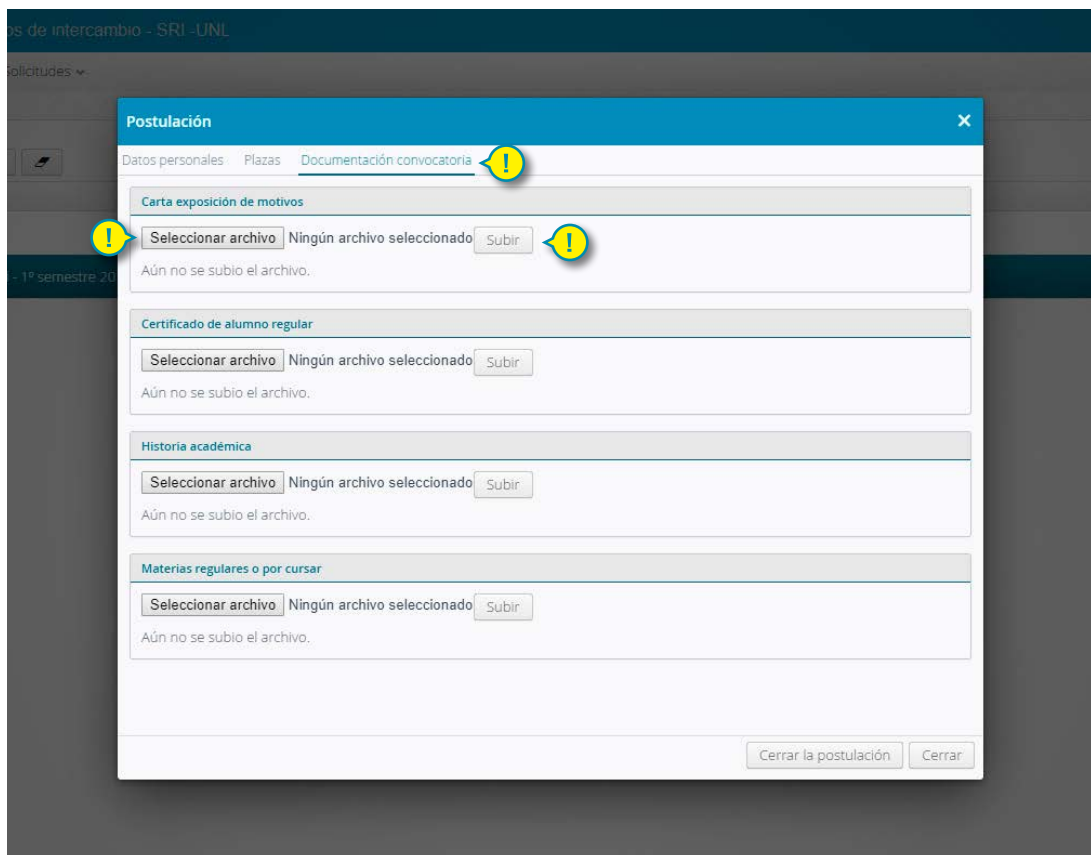 os de intercambio - SRI -UNL
Solicitudes
Postulación
Datos personales Plazas Documentación convocatoria !
Carta exposición de motivos
! Seleccionar archivo Ningún archivo seleccionado Subir !
Aún no se subio el archivo.
- 1º semestre 20
Certificado de alumno regular
Seleccionar archivo Ningún archivo seleccionado Subir
Aún no se subio el archivo.
Historia académica
Seleccionar archivo Ningún archivo seleccionado Subir
Aún no se subio el archivo.
Materias regulares o por cursar
Seleccionar archivo Ningún archivo seleccionado Subir
Aún no se subio el archivo.
Cerrar la postulación Cerrar